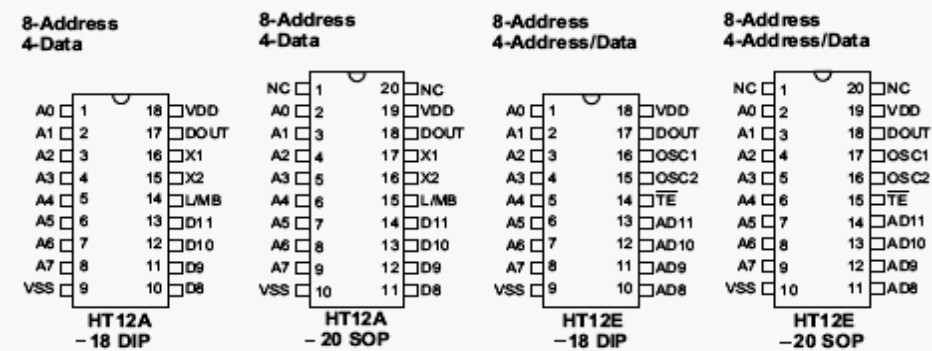 8-Address
4-Data
A0 1 18 VDD
A1 2 17 DOUT
A2 3 16 X1
A3 4 15 X2
A4 5 14 L/MB
A5 6 13 D11
A6 7 12 D10
A7 8 11 D9
VSS 9 10 D8
HT12A
–18 DIP
8-Address
4-Data
NC 1 20 NC
A0 2 19 VDD
A1 3 18 DOUT
A2 4 17 X1
A3 5 16 X2
A4 6 15 L/MB
A5 7 14 D11
A6 8 13 D10
A7 9 12 D9
VSS 10 11 D8
HT12A
– 20 SOP
8-Address
4-Address/Data
A0 1 18 VDD
A1 2 17 DOUT
A2 3 16 OSC1
A3 4 15 OSC2
A4 5 14 T̅E̅
A5 6 13 AD11
A6 7 12 AD10
A7 8 11 AD9
VSS 9 10 AD8
HT12E
–18 DIP
8-Address
4-Address/Data
NC 1 20 NC
A0 2 19 VDD
A1 3 18 DOUT
A2 4 17 OSC1
A3 5 16 OSC2
A4 6 15 T̅E̅
A5 7 14 AD11
A6 8 13 AD10
A7 9 12 AD9
VSS 10 11 AD8
HT12E
–20 SOP